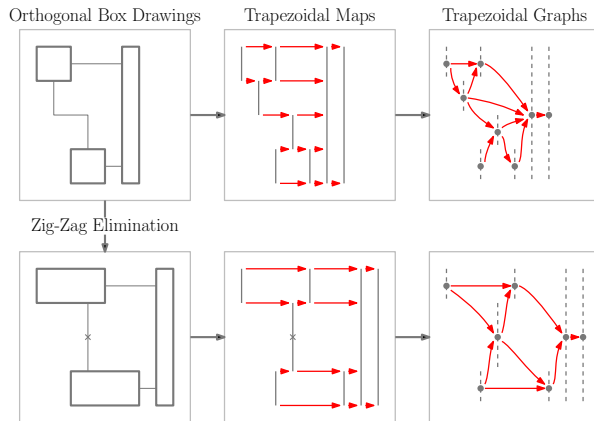 Orthogonal Box Drawings
Trapezoidal Maps
Trapezoidal Graphs
Zig-Zag Elimination